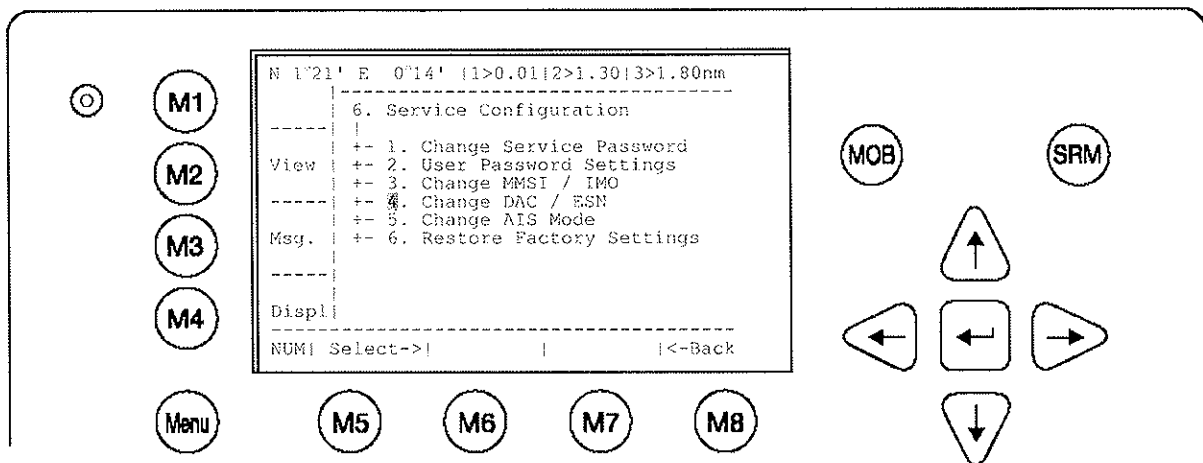 N 1°21' E 0°14' |1>0.01|2>1.30|3>1.80nm
6. Service Configuration
+- 1. Change Service Password
View | +- 2. User Password Settings
+- 3. Change MMSI / IMO
+- 4. Change DAC / ESN
+- 5. Change AIS Mode
Msg. | +- 6. Restore Factory Settings
Displ|
NUM| Select->| | |<-Back
M1
M2
M3
M4
Menu
M5
M6
M7
M8
MOB
SRM